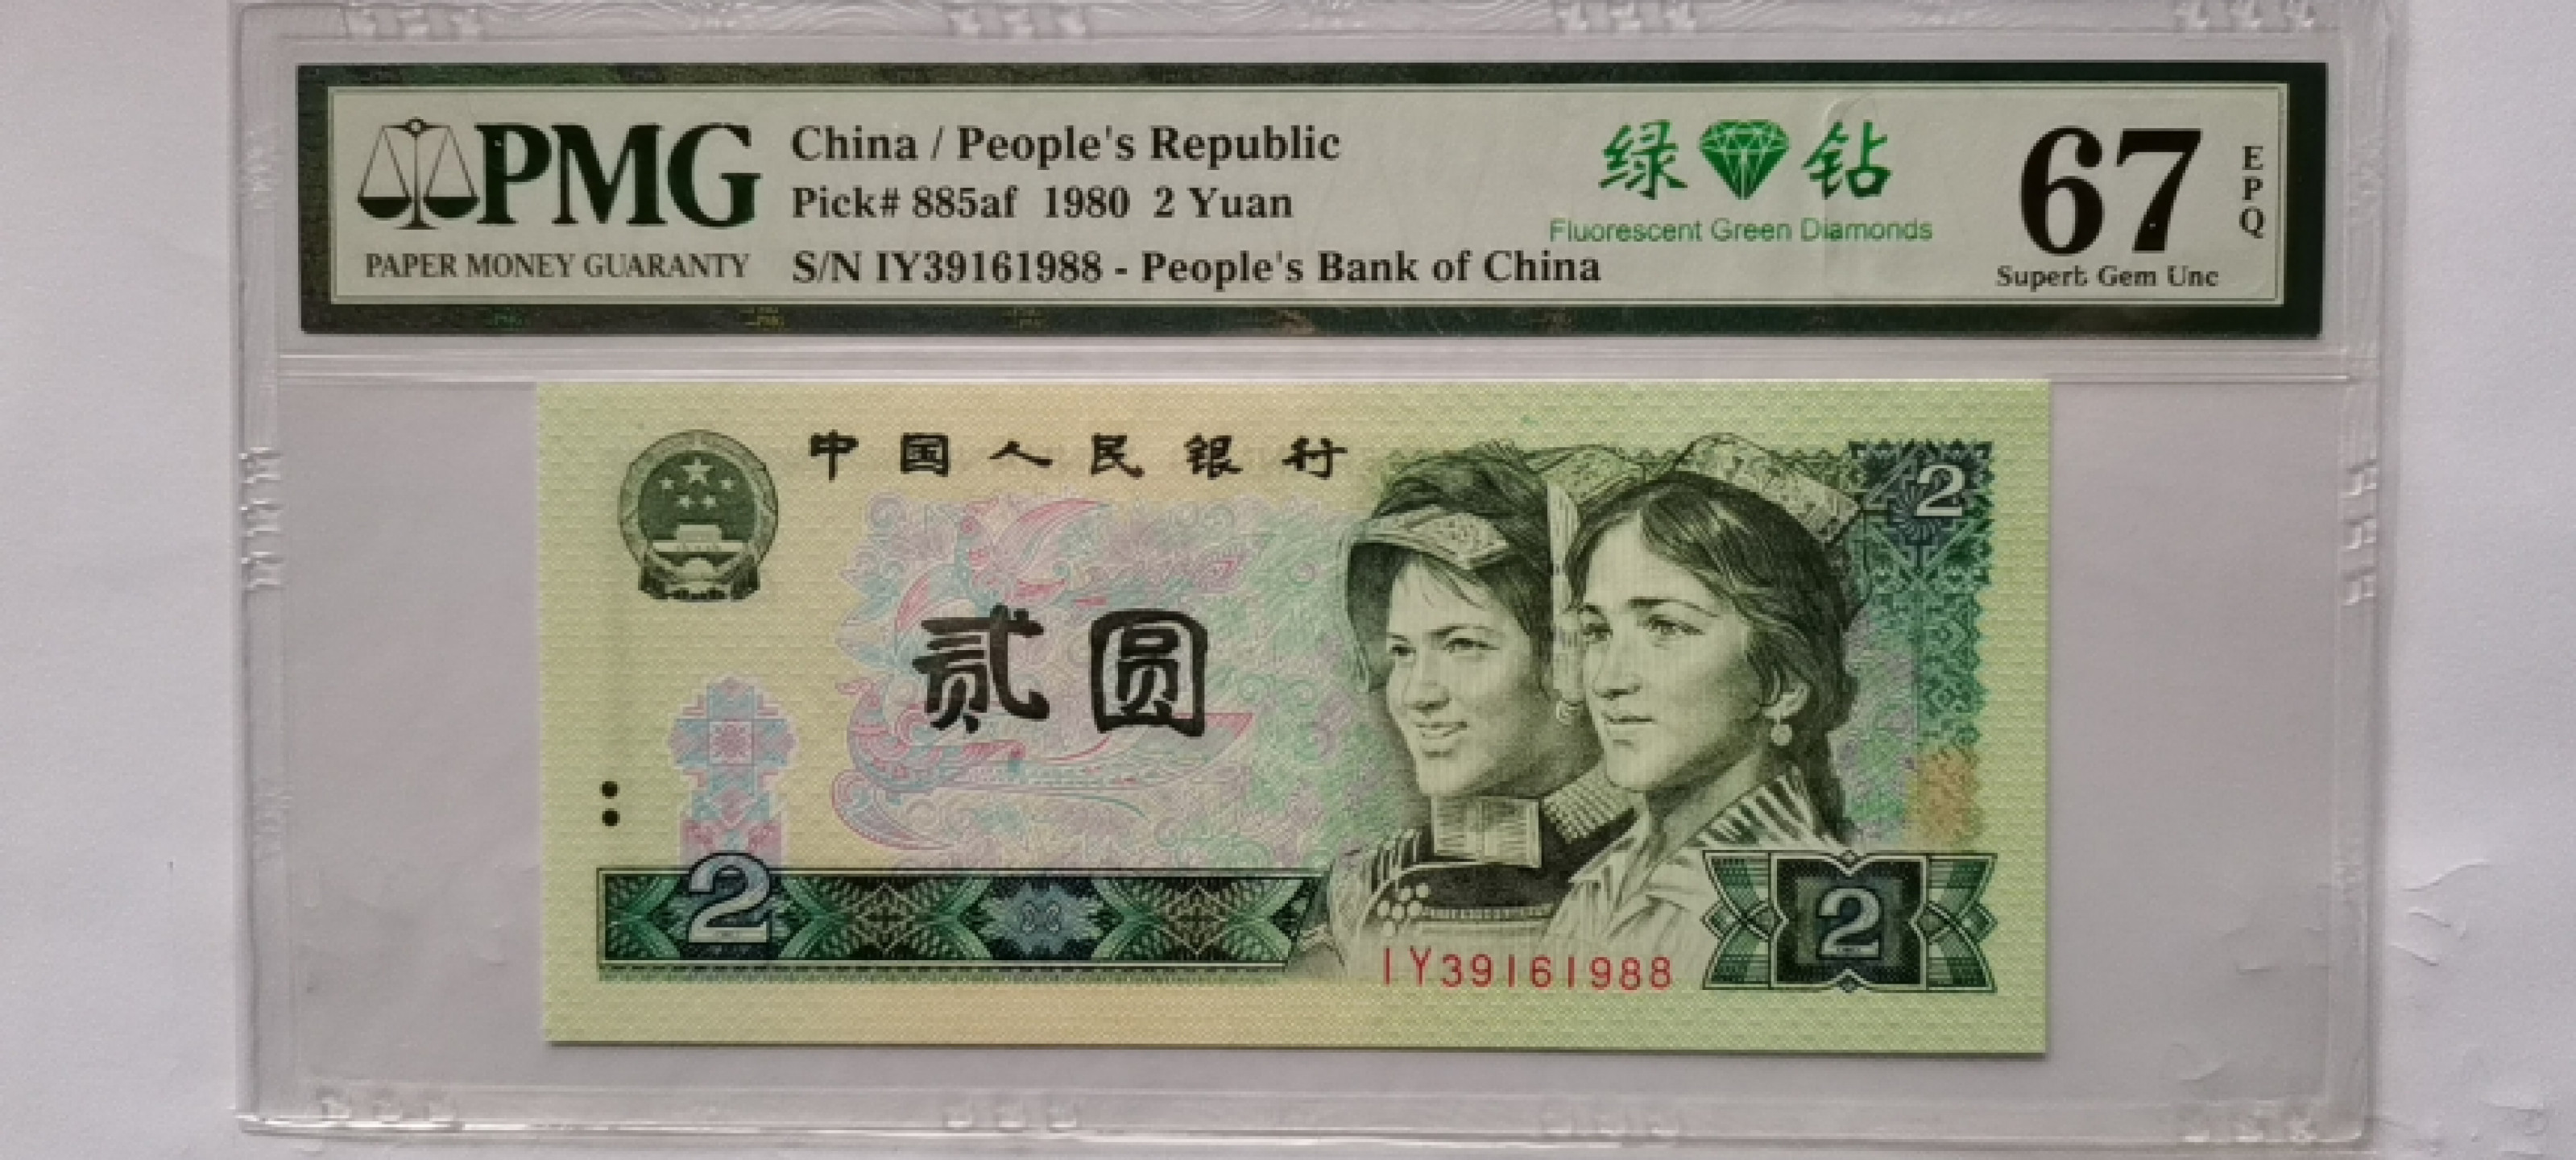 PMG
PAPER MONEY GUARANTY
China / People's Republic
Pick# 885af 1980 2 Yuan
S/N IY39161988 - People's Bank of China
绿钻
Fluorescent Green Diamonds
67
EPQ
Superb Gem Unc
中国人民银行
2
贰圆
2
2
IY39161988